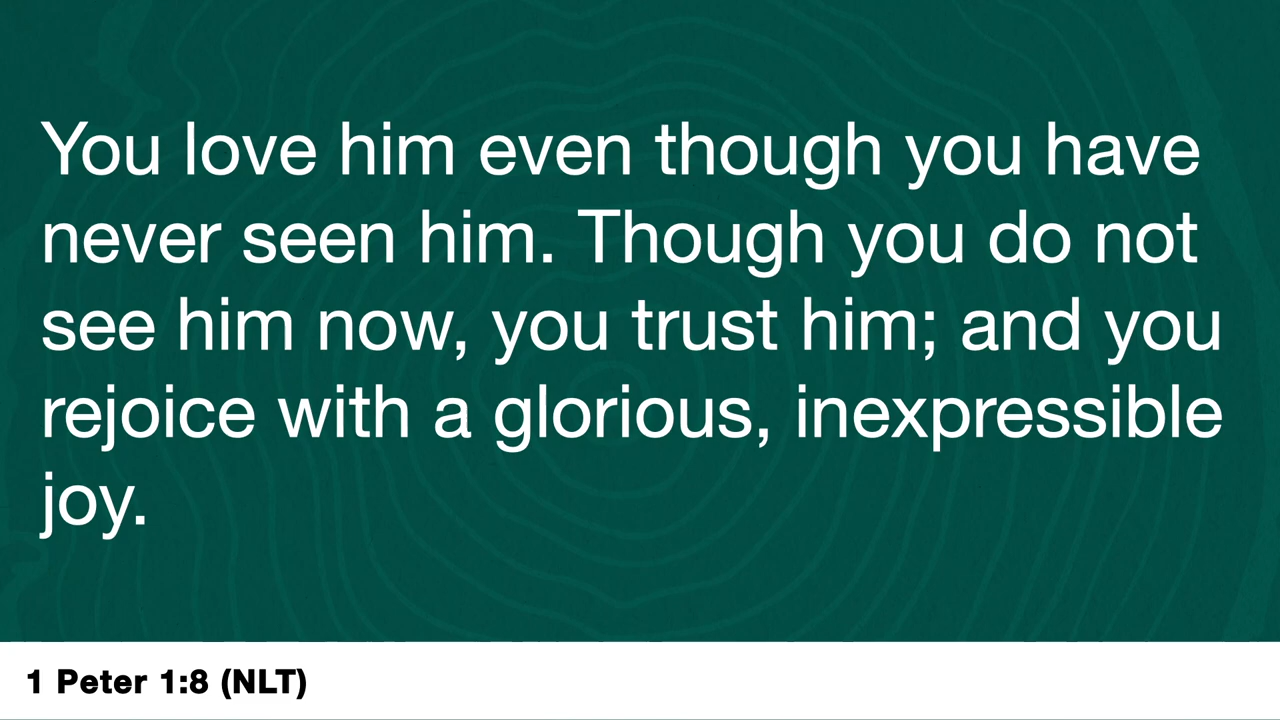 You love him even though you have
never seen him. Though you do not
see him now, you trust him; and you
rejoice with a glorious, inexpressible
joy.
1 Peter 1:8 (NLT)